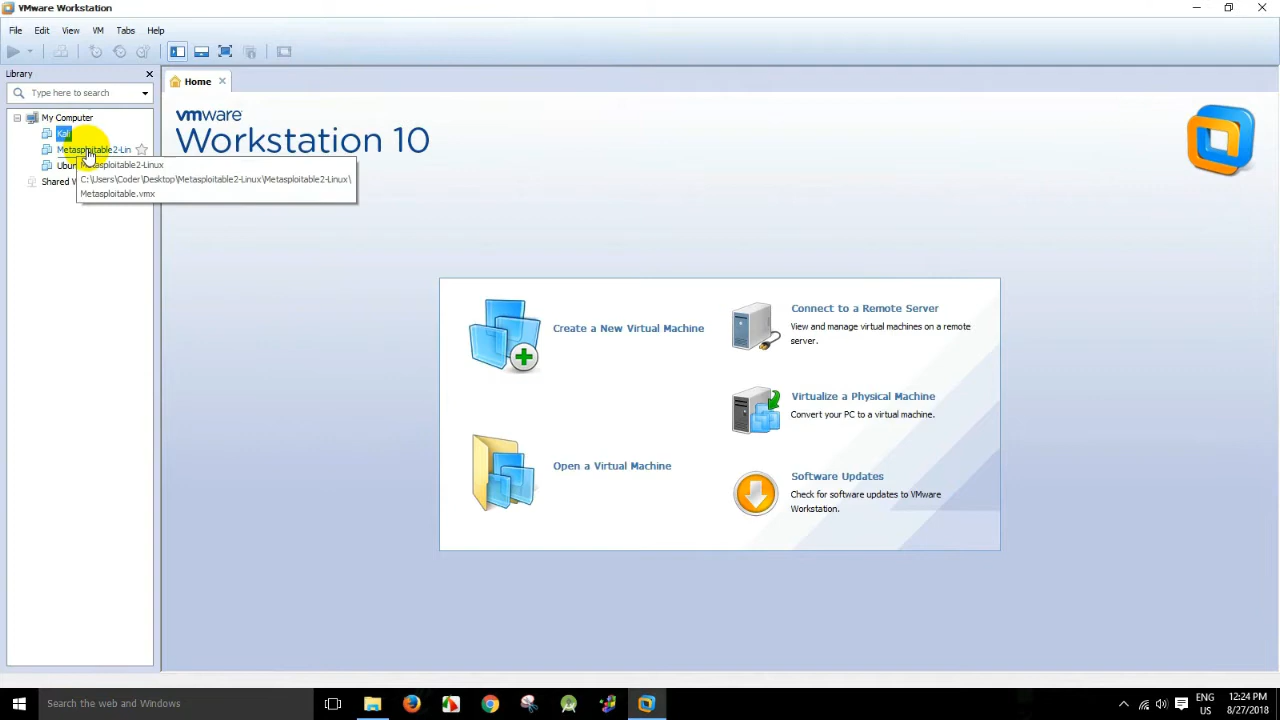 VMware Workstation
File Edit View VM Tabs Help
Library
Type here to search
Home
My Computer
Kali
Metasploitable2-Lin
Ubun
Shared V
Metasploitable2-Linux
C:\Users\Coder\Desktop\Metasploitable2-Linux\Metasploitable2-Linux\
Metasploitable.vmx
vmware
Workstation 10
Create a New Virtual Machine
Open a Virtual Machine
Connect to a Remote Server
View and manage virtual machines on a remote
server.
Virtualize a Physical Machine
Convert your PC to a virtual machine.
Software Updates
Check for software updates to VMware
Workstation.
Search the web and Windows
ENG
US
12:24 PM
8/27/2018